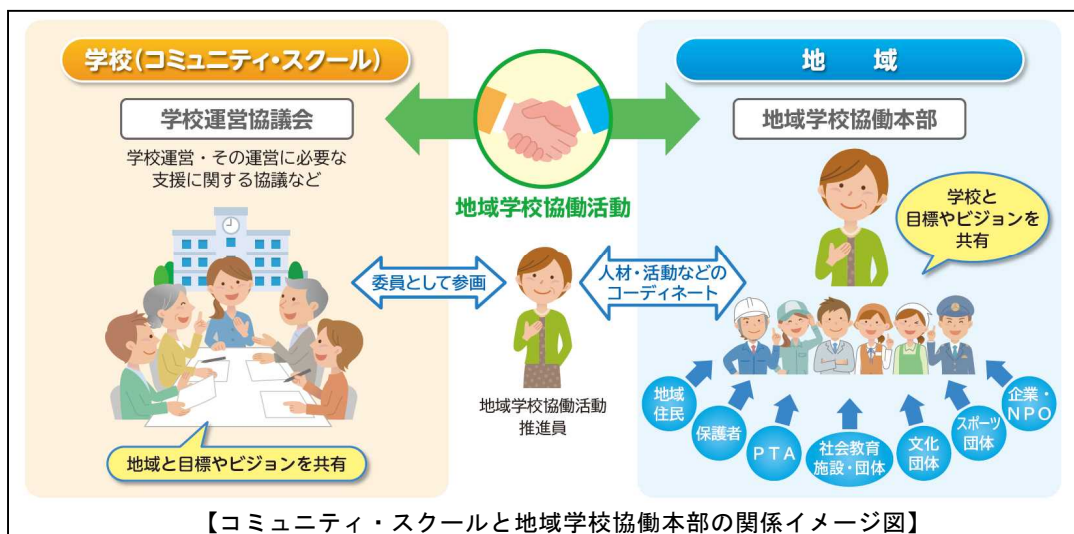 学校(コミュニティ・スクール)
学校運営協議会
学校運営・その運営に必要な
支援に関する協議など
地域と目標やビジョンを共有
地域学校協働活動
委員として参画
人材・活動などの
コーディネート
地域学校協働活動
推進員
地 域
地域学校協働本部
学校と
目標やビジョンを
共有
地域
住民
保護者
PTA
社会教育
施設・団体
文化
団体
スポーツ
団体
企業・
NPO
【コミュニティ・スクールと地域学校協働本部の関係イメージ図】